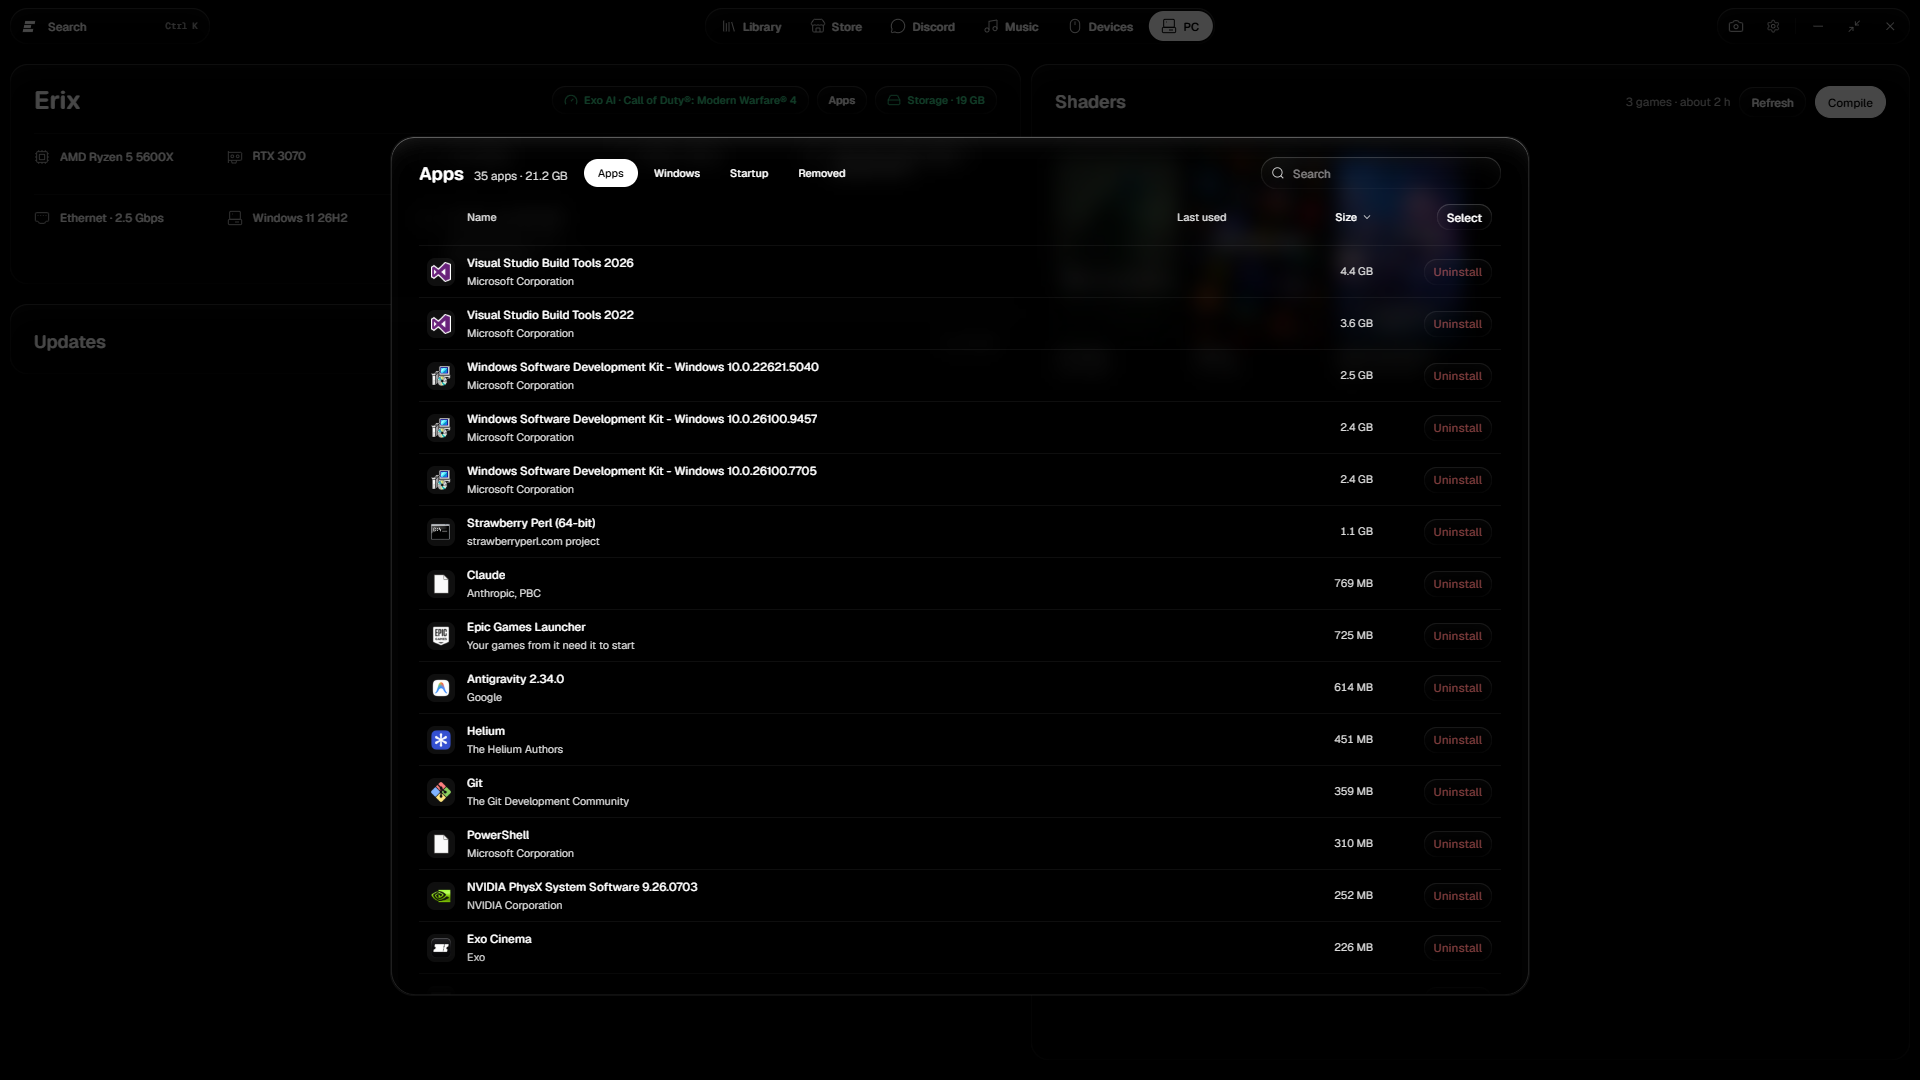 Search Ctrl K Library Store Discord Music Devices PC
Erix
Exo AI · Call of Duty®: Modern Warfare® 4 Apps Storage · 19 GB
Shaders 3 games · about 2 h Refresh Compile
AMD Ryzen 5 5600X RTX 3070
Ethernet · 2.5 Gbps Windows 11 26H2
Updates
Apps 35 apps · 21.2 GB Apps Windows Startup Removed Search
Name Last used Size Select
Visual Studio Build Tools 2026
Microsoft Corporation
4.4 GB Uninstall
Visual Studio Build Tools 2022
Microsoft Corporation
3.6 GB Uninstall
Windows Software Development Kit - Windows 10.0.22621.5040
Microsoft Corporation
2.5 GB Uninstall
Windows Software Development Kit - Windows 10.0.26100.9457
Microsoft Corporation
2.4 GB Uninstall
Windows Software Development Kit - Windows 10.0.26100.7705
Microsoft Corporation
2.4 GB Uninstall
Strawberry Perl (64-bit)
strawberryperl.com project
1.1 GB Uninstall
Claude
Anthropic, PBC
769 MB Uninstall
EPIC GAMES
Epic Games Launcher
Your games from it need it to start
725 MB Uninstall
Antigravity 2.34.0
Google
614 MB Uninstall
Helium
The Helium Authors
451 MB Uninstall
Git
The Git Development Community
359 MB Uninstall
PowerShell
Microsoft Corporation
310 MB Uninstall
NVIDIA PhysX System Software 9.26.0703
NVIDIA Corporation
252 MB Uninstall
Exo Cinema
Exo
226 MB Uninstall